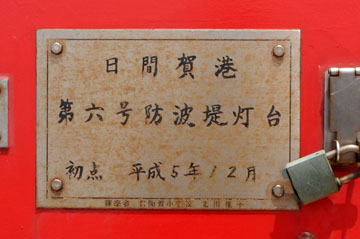 日間賀港
第六号防波堤灯台
初点 平成5年12月